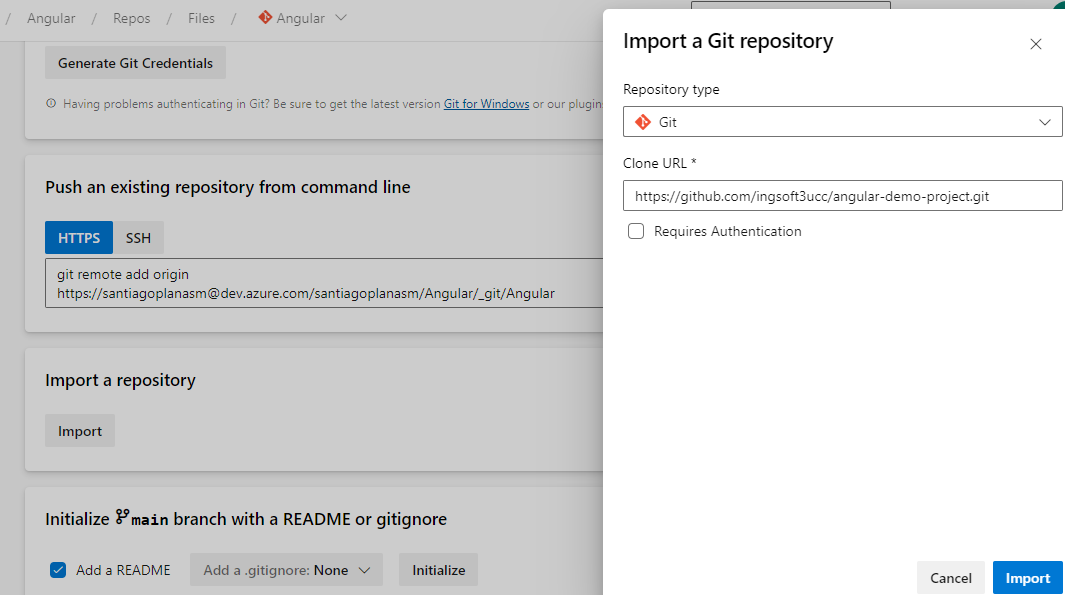 / Angular / Repos / Files / Angular
Generate Git Credentials
Having problems authenticating in Git? Be sure to get the latest version Git for Windows or our plugins
Push an existing repository from command line
HTTPS SSH
git remote add origin
https://santiagoplanasm@dev.azure.com/santiagoplanasm/Angular/_git/Angular
Import a repository
Import
Initialize main branch with a README or gitignore
Add a README Add a .gitignore: None Initialize
Import a Git repository
Repository type
Git
Clone URL *
https://github.com/ingsoft3ucc/angular-demo-project.git
Requires Authentication
Cancel Import